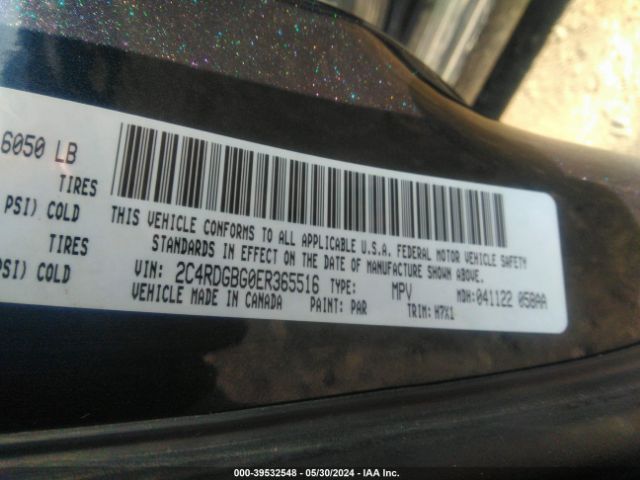 6050 LB
TIRES
PSI) COLD
TIRES
PSI) COLD
THIS VEHICLE CONFORMS TO ALL APPLICABLE U.S.A. FEDERAL MOTOR VEHICLE SAFETY
STANDARDS IN EFFECT ON THE DATE OF MANUFACTURE SHOWN ABOVE.
VIN: 2C4RDGBG0ER365516 TYPE: MPV MDH:041122 05BAA
VEHICLE MADE IN CANADA PAINT: PAR TRIM: H7X1
000-39532548 - 05/30/2024 - IAA Inc.